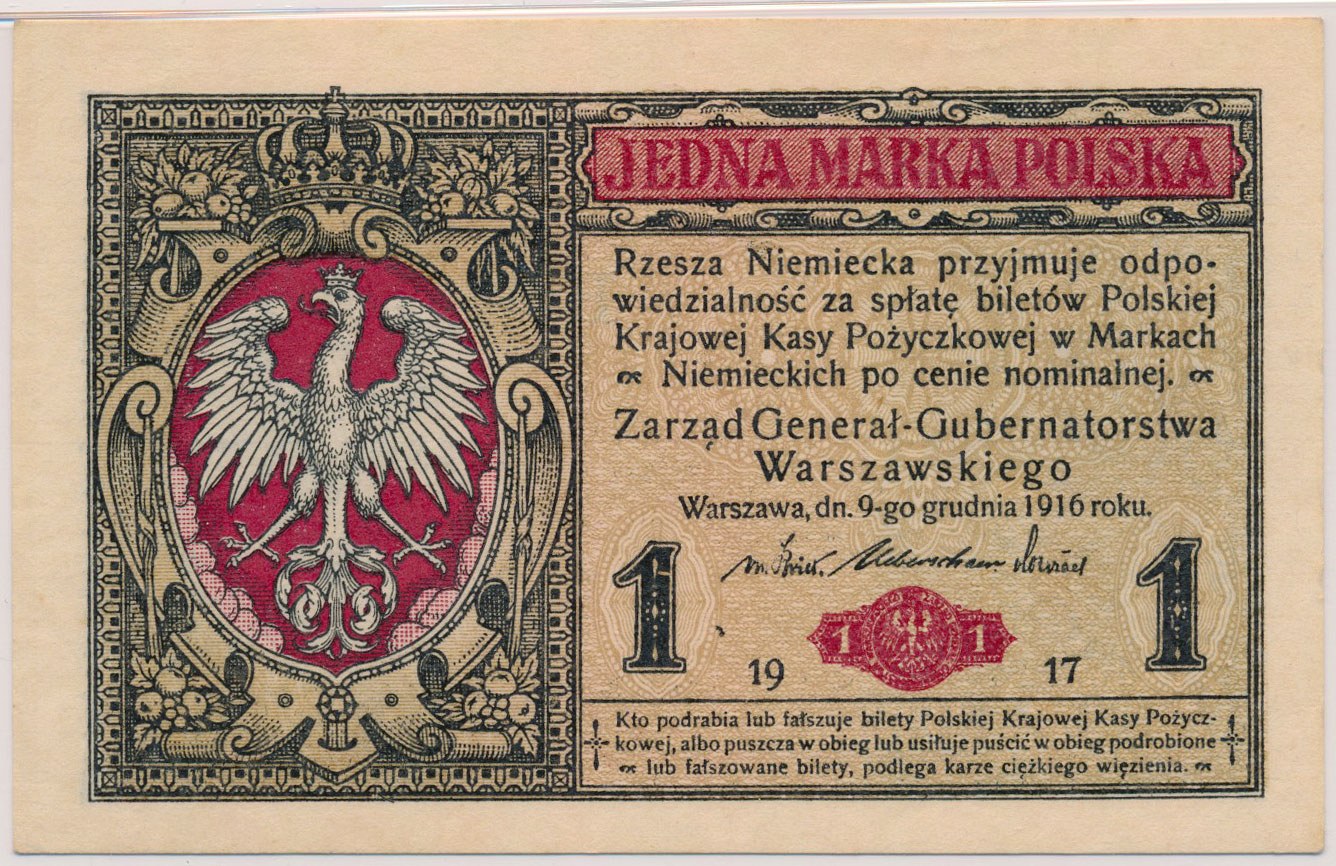 JEDNA MARKA POLSKA
Rzesza Niemiecka przyjmuje odpo-
wiedzialność za spłatę biletów Polskiej
Krajowej Kasy Pożyczkowej w Markach
Niemieckich po cenie nominalnej.
Zarząd Generał-Gubernatorstwa
Warszawskiego
Warszawa, dn. 9-go grudnia 1916 roku.
1 1
1 1
19 17
Kto podrabia lub fałszuje bilety Polskiej Krajowej Kasy Pożycz-
kowej, albo puszcza w obieg lub usiłuje puścić w obieg podrobione
lub fałszowane bilety, podlega karze ciężkiego więzienia.